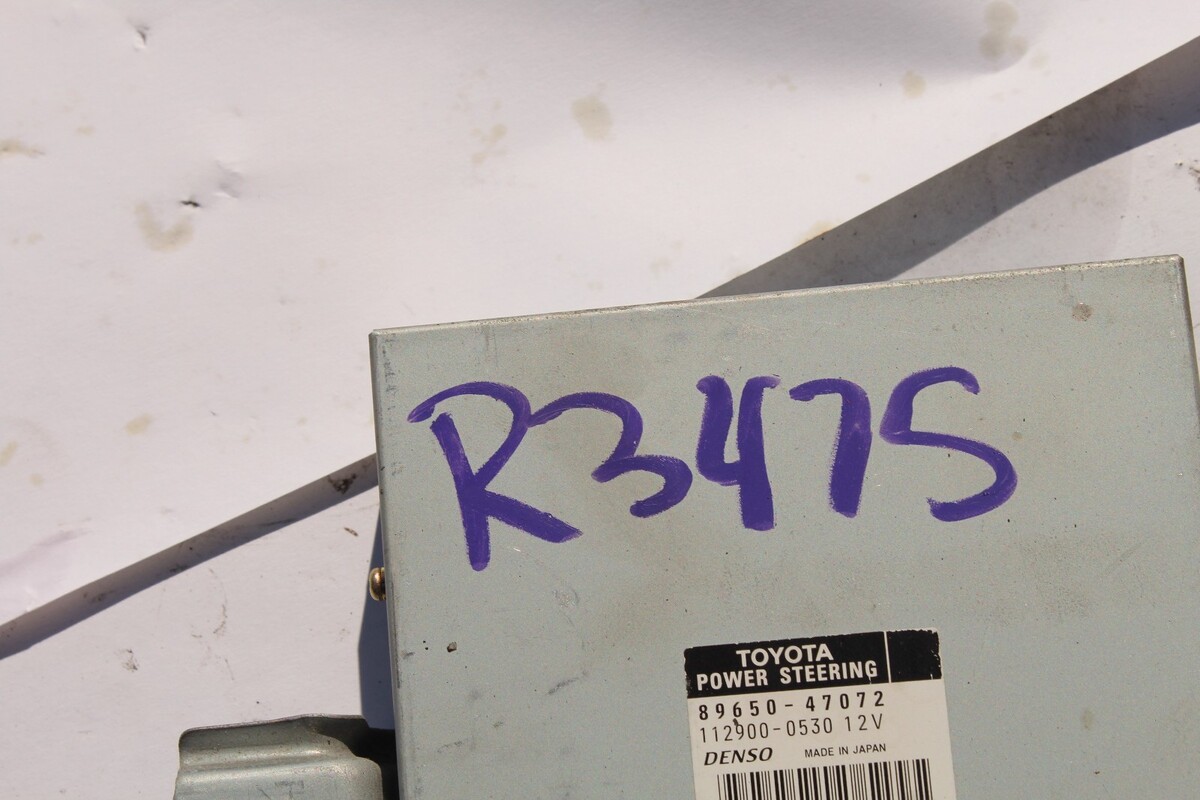 R3475
TOYOTA
POWER STEERING
89650-47072
112900-0530 12V
DENSO MADE IN JAPAN